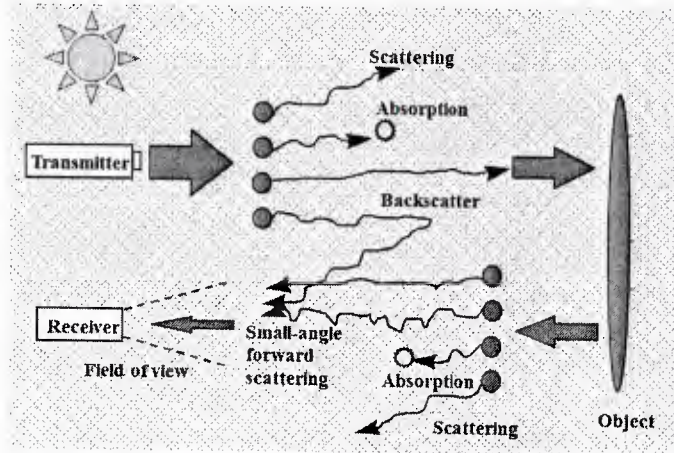 Scattering
Absorption
Transmitter
Backscatter
Receiver
Small-angle
forward
scattering
Field of view
Absorption
Scattering
Object